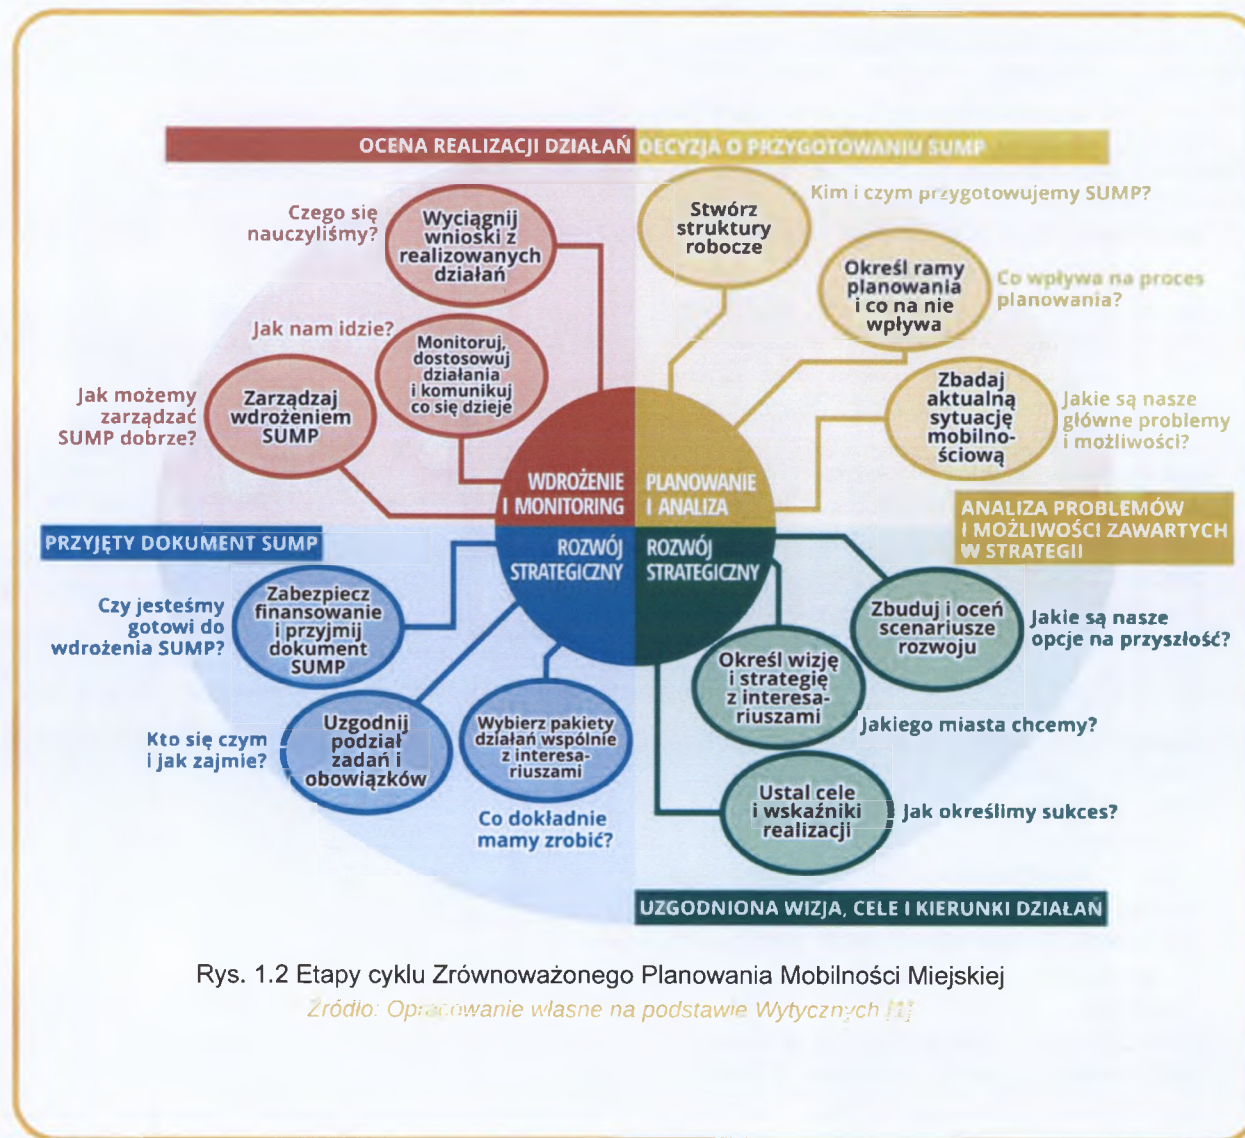 OCENA REALIZACJI DZIAŁAŃ
DECYZJA O PRZYGOTOWANIU SUMP
Kim i czym przygotowujemy SUMP?
Stwórz
struktury
robocze
Określ ramy
planowania
i co na nie
wpływa
Co wpływa na proces
planowania?
Zbadaj
aktualną
sytuację
mobilno-
ściową
Jakie są nasze
główne problemy
i możliwości?
PLANOWANIE
I ANALIZA
ANALIZA PROBLEMÓW
I MOŻLIWOŚCI ZAWARTYCH
W STRATEGII
ROZWÓJ
STRATEGICZNY
Zbuduj i oceń
scenariusze
rozwoju
Jakie są nasze
opcje na przyszłość?
Określ wizję
i strategię
z interesa-
riuszami
Jakiego miasta chcemy?
Ustal cele
i wskaźniki
realizacji
Jak określimy sukces?
UZGODNIONA WIZJA, CELE I KIERUNKI DZIAŁAŃ
ROZWÓJ
STRATEGICZNY
Wybierz pakiety
działań wspólnie
z interesa-
riuszami
Co dokładnie
mamy zrobić?
Uzgodnij
podział
zadań i
obowiązków
Kto się czym
i jak zajmie?
Zabezpiecz
finansowanie
i przyjmij
dokument
SUMP
Czy jesteśmy
gotowi do
wdrożenia SUMP?
PRZYJĘTY DOKUMENT SUMP
WDROŻENIE
I MONITORING
Zarządzaj
wdrożeniem
SUMP
Jak możemy
zarządzać
SUMP dobrze?
Monitoruj,
dostosowuj
działania
i komunikuj
co się dzieje
Jak nam idzie?
Wyciągnij
wnioski z
realizowanych
działań
Czego się
nauczyliśmy?
Rys. 1.2 Etapy cyklu Zrównoważonego Planowania Mobilności Miejskiej
Źródło: Opracowanie własne na podstawie Wytycznych [1]